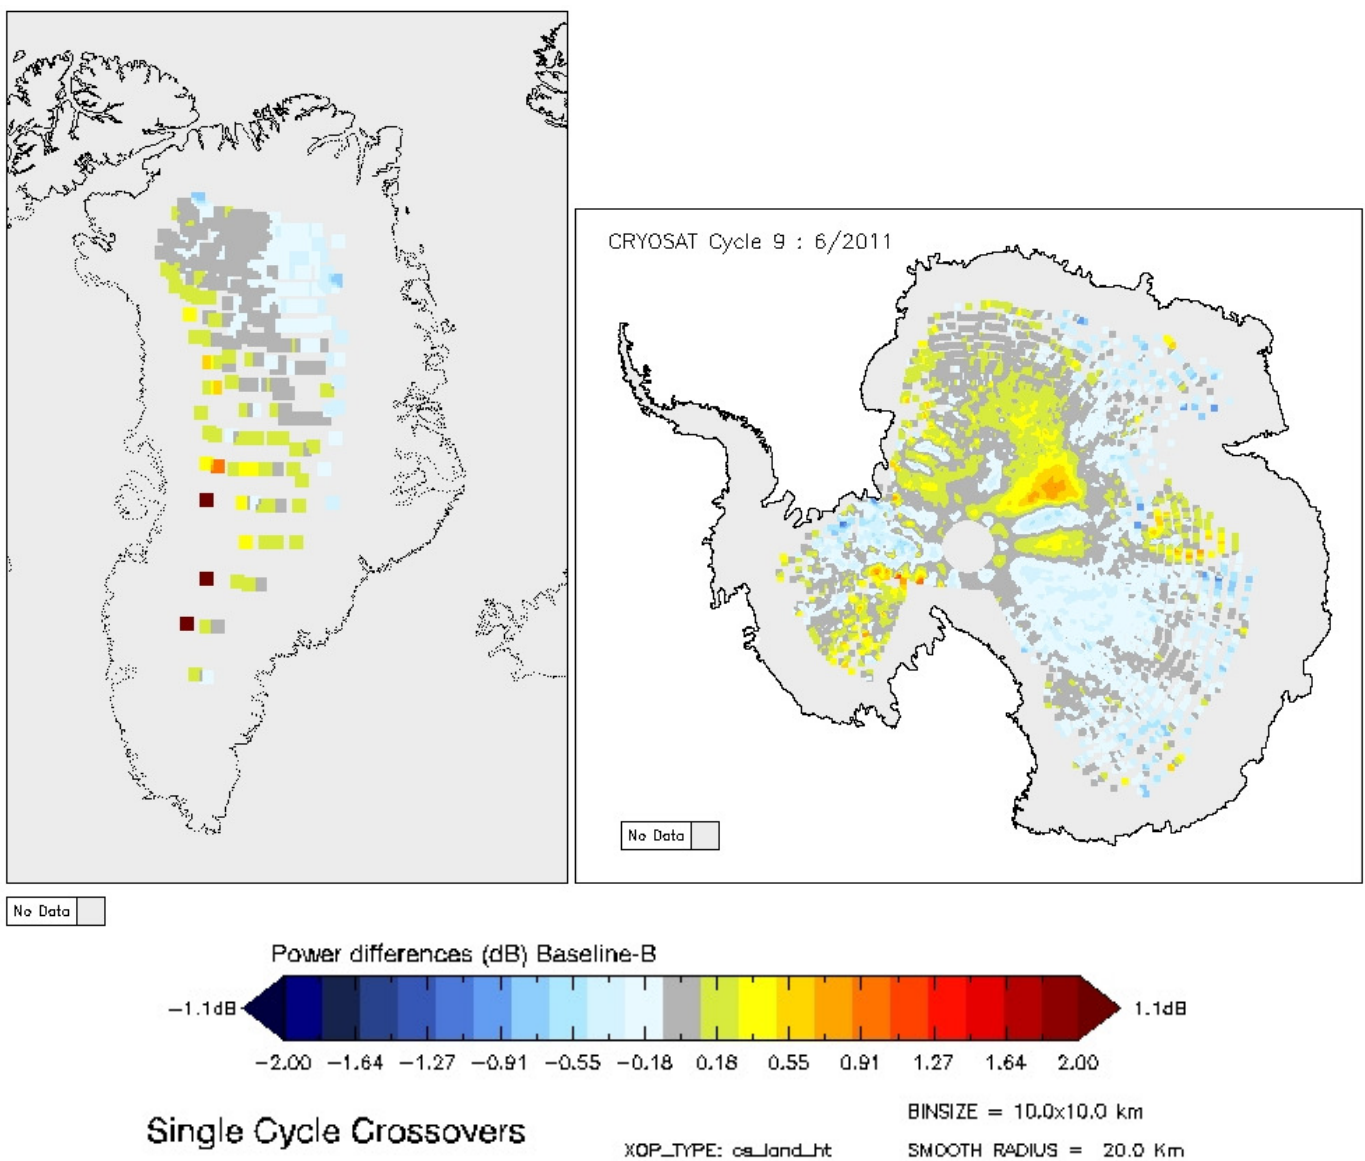 CRYOSAT Cycle 9 : 6/2011
No Data
No Data
Power differences (dB) Baseline-B
−1.1dB
1.1dB
−2.00 −1.64 −1.27 −0.91 −0.55 −0.18 0.18 0.55 0.91 1.27 1.64 2.00
BINSIZE = 10.0x10.0 km
Single Cycle Crossovers
XOP_TYPE: cs_land_ht
SMOOTH RADIUS = 20.0 Km